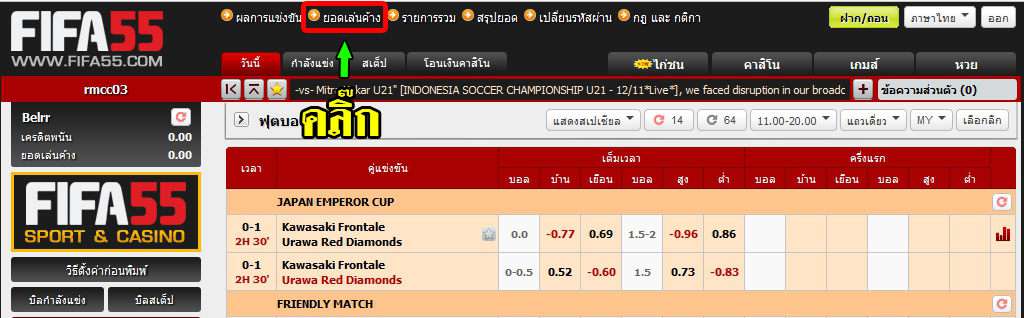 FIFA55
WWW.FIFA55.COM
ผลการแข่งขัน ยอดเล่นค้าง รายการรวม สรุปยอด เปลี่ยนรหัสผ่าน กฎ และ กติกา ฝาก/ถอน ภาษาไทย ออก
วันนี้ กำลังแข่ง สเต็ป โอนเงินคาสิโน ไก่ชน คาสิโน เกมส์ หวย
rmcc03 -vs- Mitra kar U21" [INDONESIA SOCCER CHAMPIONSHIP U21 - 12/11*Live*], we faced disruption in our broadc ข้อความส่วนตัว (0)
คลิ๊ก
Belrr
เครดิตพนัน 0.00
ยอดเล่นค้าง 0.00
FIFA55
SPORT & CASINO
วิธีตั้งค่าก่อนพิมพ์
บิลกำลังแข่ง บิลสเต็ป
ฟุตบอ แสดงสเปเชียล 14 64 11.00-20.00 แถวเดี่ยว MY เลือกลีก
เวลา คู่แข่งขัน เต็มเวลา ครึ่งแรก
บอล บ้าน เยือน บอล สูง ต่ำ บอล บ้าน เยือน บอล สูง ต่ำ
JAPAN EMPEROR CUP
0-1 Kawasaki Frontale
2H 30' Urawa Red Diamonds
0.0 -0.77 0.69 1.5-2 -0.96 0.86
0-1 Kawasaki Frontale
2H 30' Urawa Red Diamonds
0-0.5 0.52 -0.60 1.5 0.73 -0.83
FRIENDLY MATCH